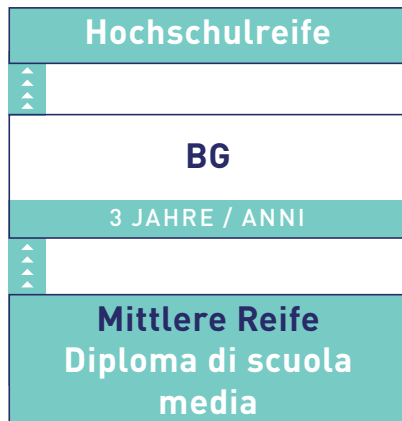 Hochschulreife
BG
3 JAHRE / ANNI
Mittlere Reife
Diploma di scuola
media